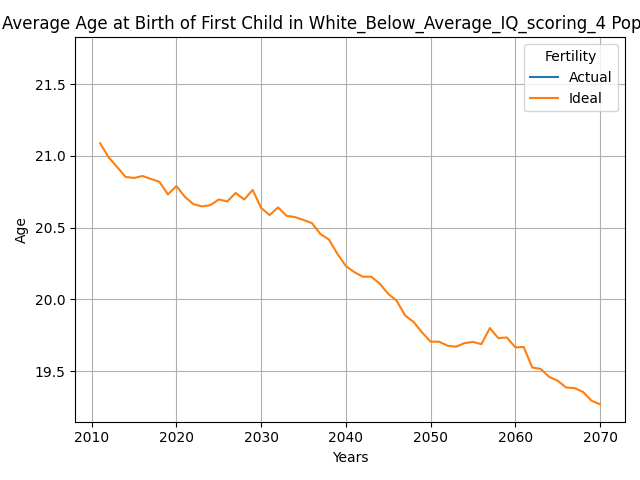 Average Age at Birth of First Child in White_Below_Average_IQ_scoring_4 Pop
Fertility
Actual
Ideal
21.5
21.0
20.5
20.0
19.5
Age
2010 2020 2030 2040 2050 2060 2070
Years